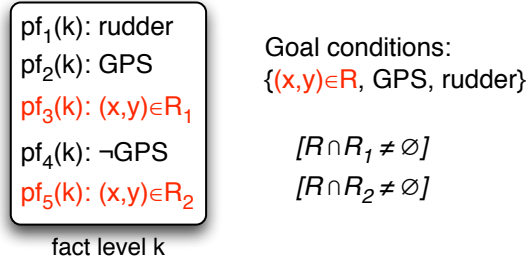 pf₁(k): rudder
pf₂(k): GPS
pf₃(k): (x,y)∈R₁
pf₄(k): ¬GPS
pf₅(k): (x,y)∈R₂
fact level k
Goal conditions:
{(x,y)∈R, GPS, rudder}
[R∩R₁ ≠ ∅]
[R∩R₂ ≠ ∅]